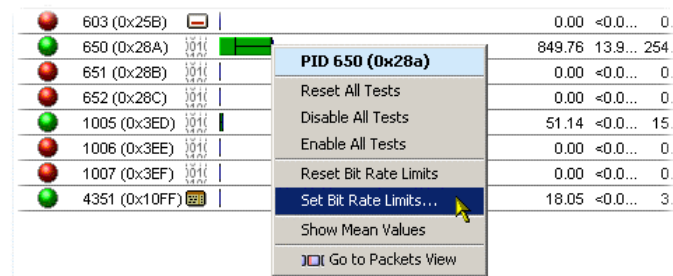 603 (0x25B) 0.00 <0.0... 0.
650 (0x28A) 849.76 13.9... 254.
PID 650 (0x28a)
651 (0x28B) 0.00 <0.0... 0.
Reset All Tests
652 (0x28C) 0.00 <0.0... 0.
Disable All Tests
1005 (0x3ED) 51.14 <0.0... 15.
Enable All Tests
1006 (0x3EE) 0.00 <0.0... 0.
1007 (0x3EF) 0.00 <0.0... 0.
Reset Bit Rate Limits
4351 (0x10FF) 18.05 <0.0... 3.
Set Bit Rate Limits...
Show Mean Values
Go to Packets View